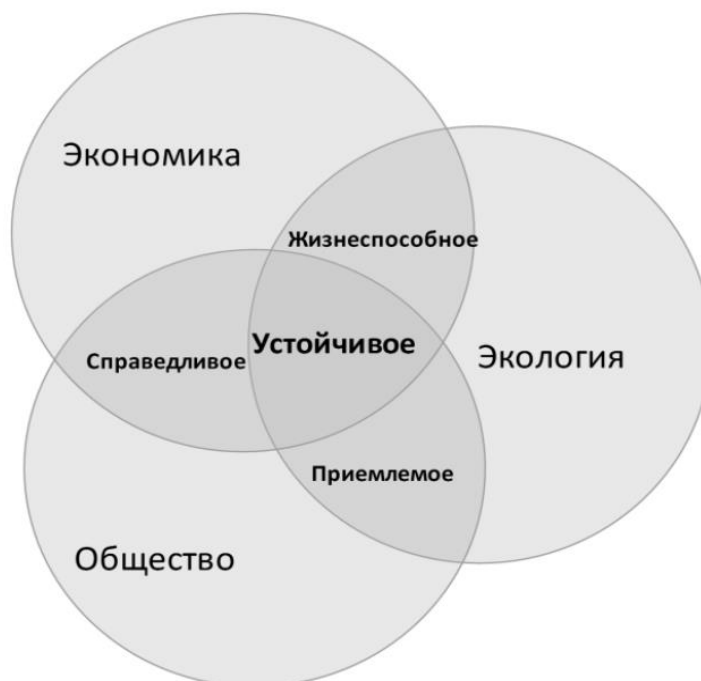 Экономика
Жизнеспособное
Устойчивое
Справедливое
Экология
Приемлемое
Общество